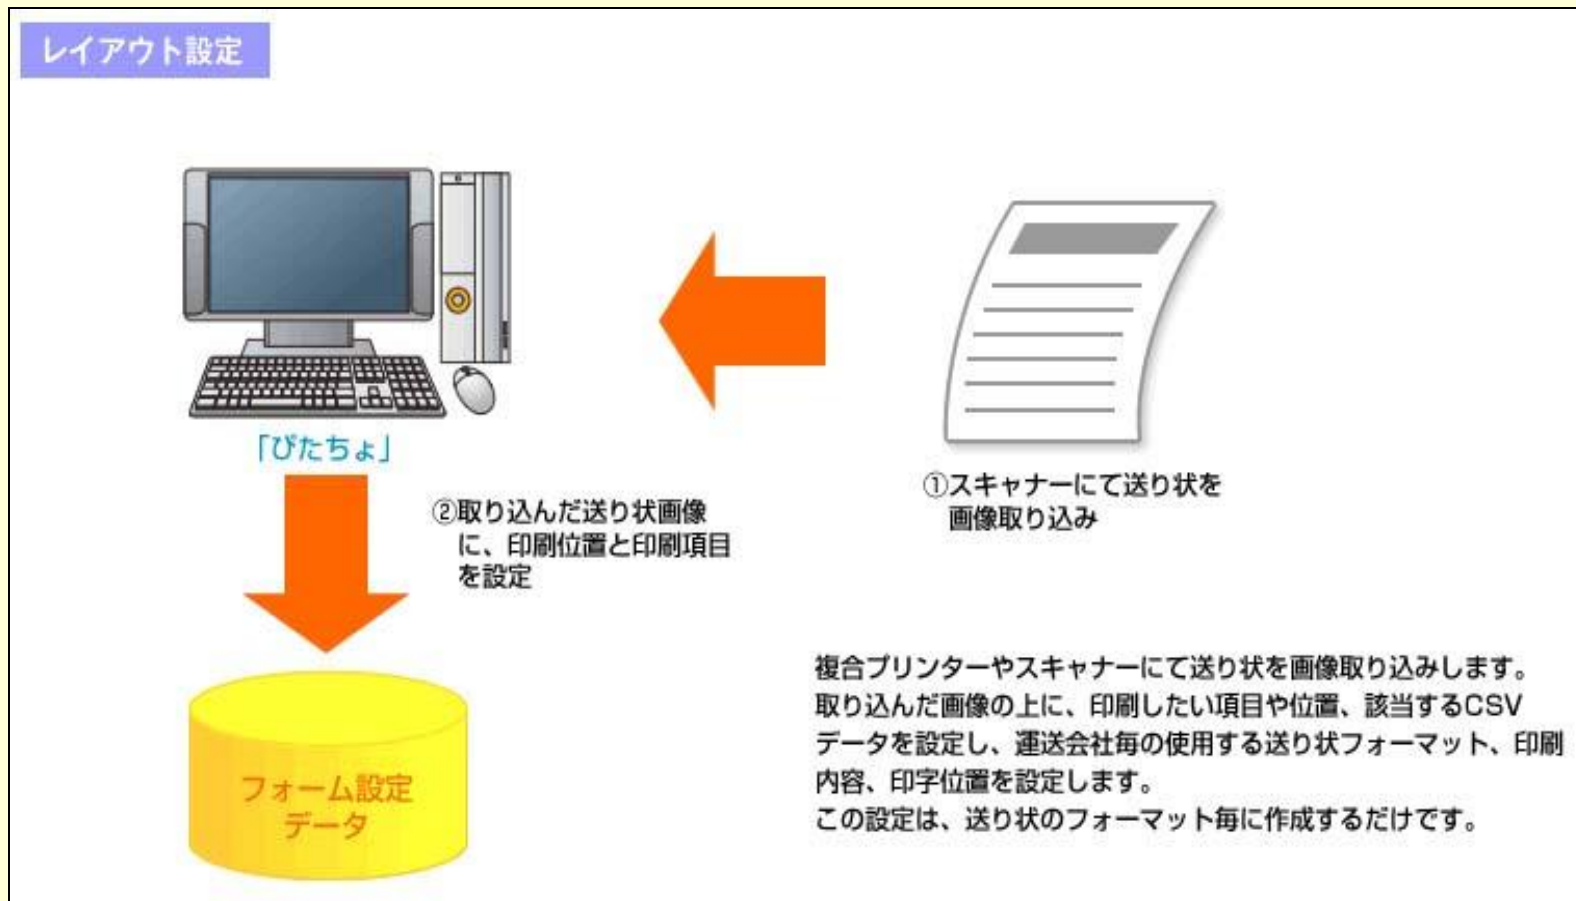 レイアウト設定
「ぴたちょ」
①スキャナーにて送り状を
画像取り込み
②取り込んだ送り状画像
に、印刷位置と印刷項目
を設定
フォーム設定
データ
複合プリンターやスキャナーにて送り状を画像取り込みします。
取り込んだ画像の上に、印刷したい項目や位置、該当するCSV
データを設定し、運送会社毎の使用する送り状フォーマット、印刷
内容、印字位置を設定します。
この設定は、送り状のフォーマット毎に作成するだけです。